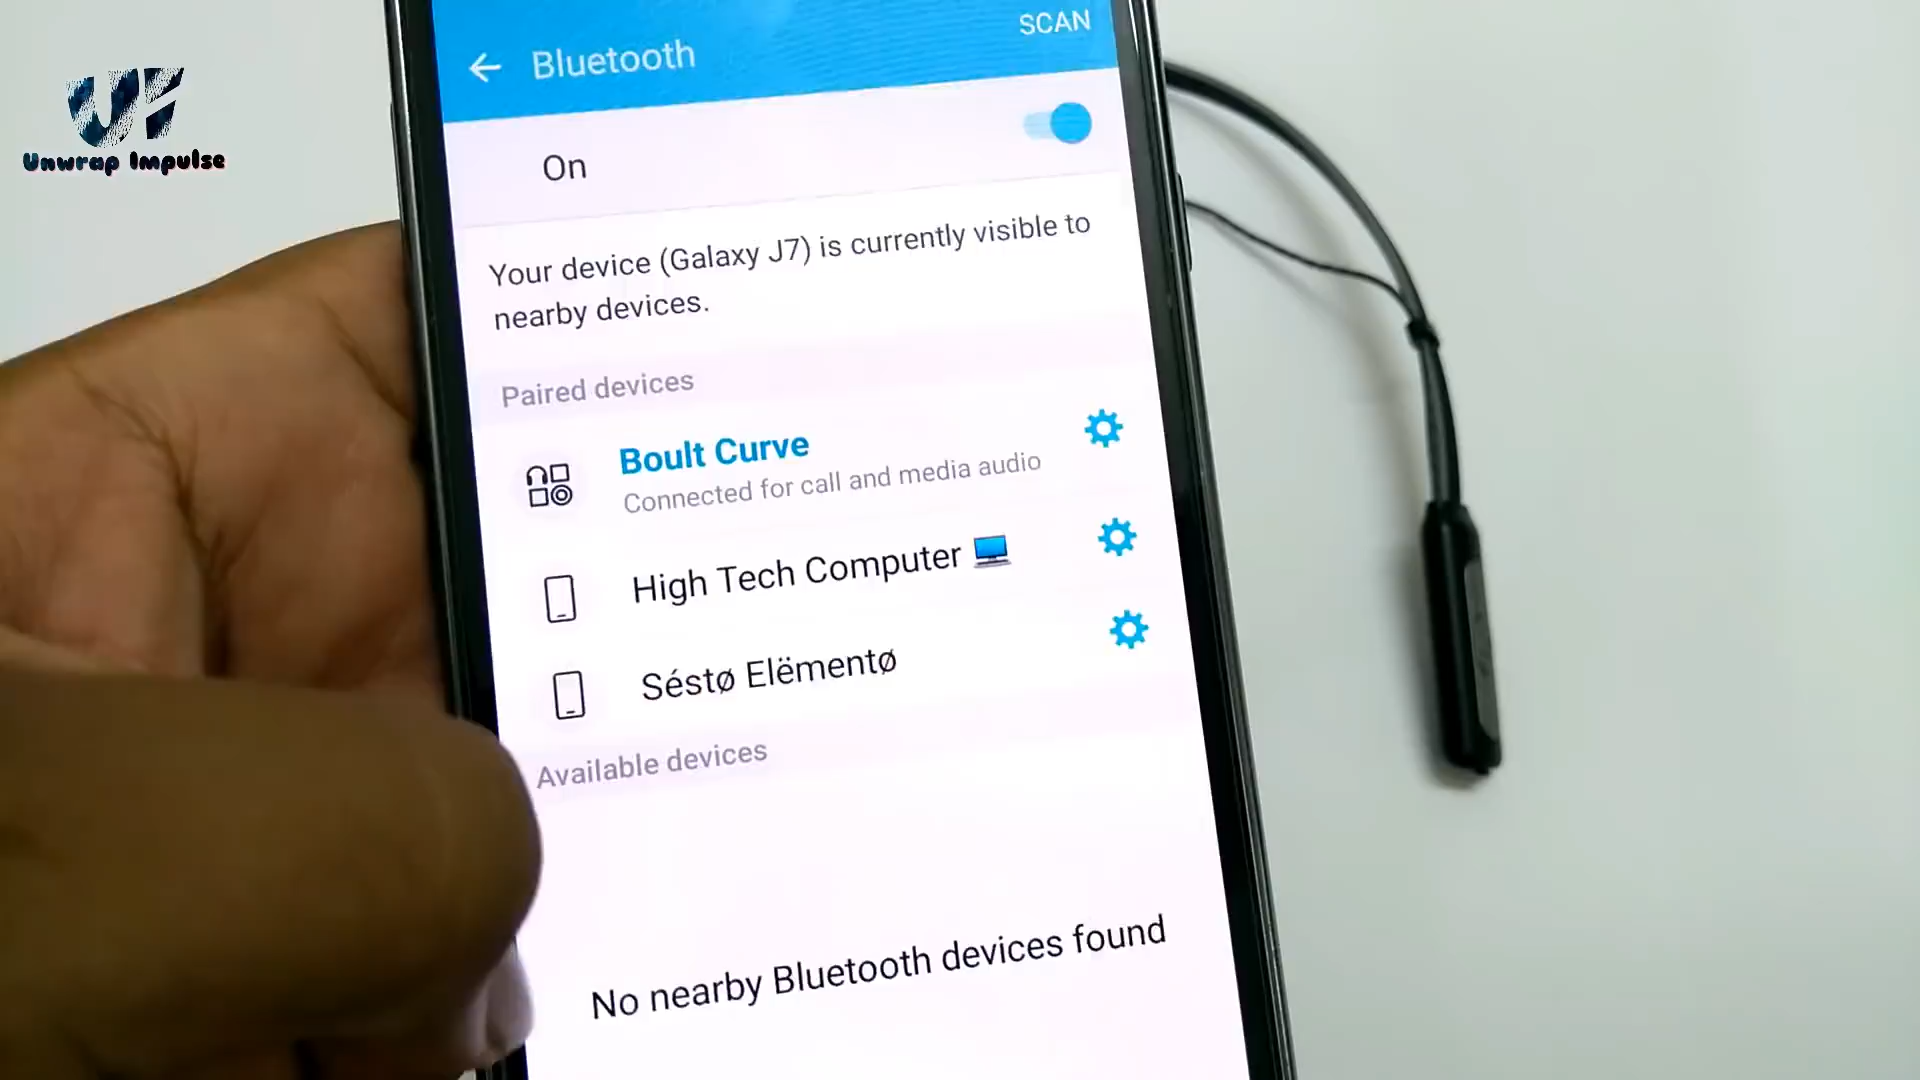 UI
Unwrap Impulse
SCAN
Bluetooth
On
Your device (Galaxy J7) is currently visible to
nearby devices.
Paired devices
Boult Curve
Connected for call and media audio
High Tech Computer 💻
Séstø Elëmentø
Available devices
No nearby Bluetooth devices found